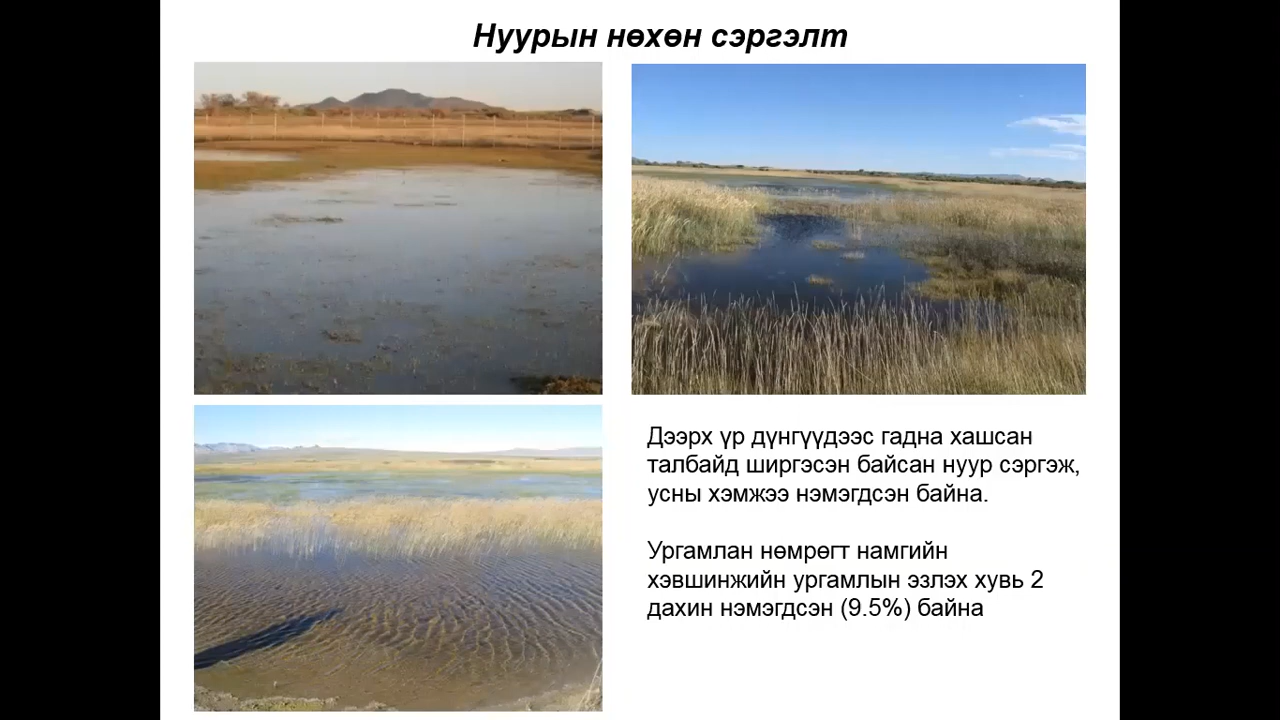 Нуурын нөхөн сэргэлт
Дээрх үр дүнгүүдээс гадна хашсан
талбайд ширгэсэн байсан нуур сэргэж,
усны хэмжээ нэмэгдсэн байна.
Ургамлан нөмрөгт намгийн
хэвшинжийн ургамлын эзлэх хувь 2
дахин нэмэгдсэн (9.5%) байна